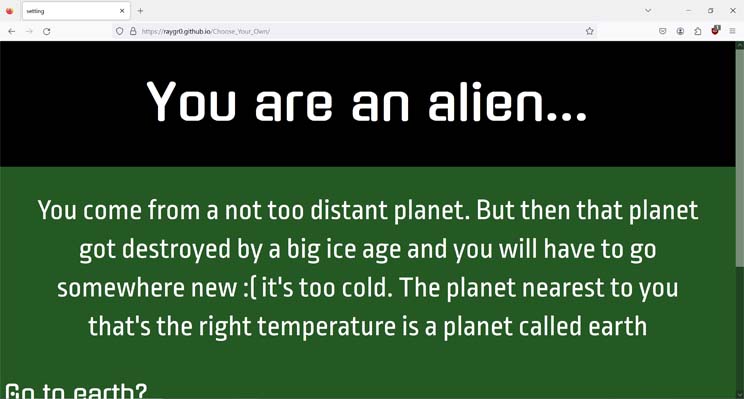 settling
https://raygr0.github.io/Choose_Your_Own/
You are an alien...
You come from a not too distant planet. But then that planet
got destroyed by a big ice age and you will have to go
somewhere new :( it's too cold. The planet nearest to you
that's the right temperature is a planet called earth
Go to earth?